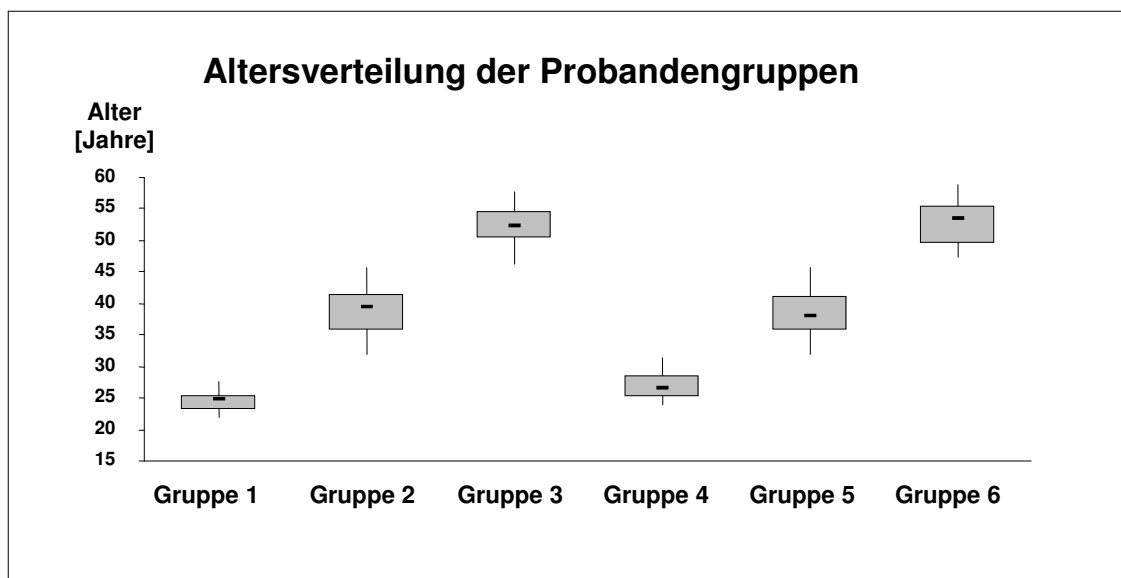 Altersverteilung der Probandengruppen
Alter
[Jahre]
60
55
50
45
40
35
30
25
20
15
Gruppe 1 Gruppe 2 Gruppe 3 Gruppe 4 Gruppe 5 Gruppe 6